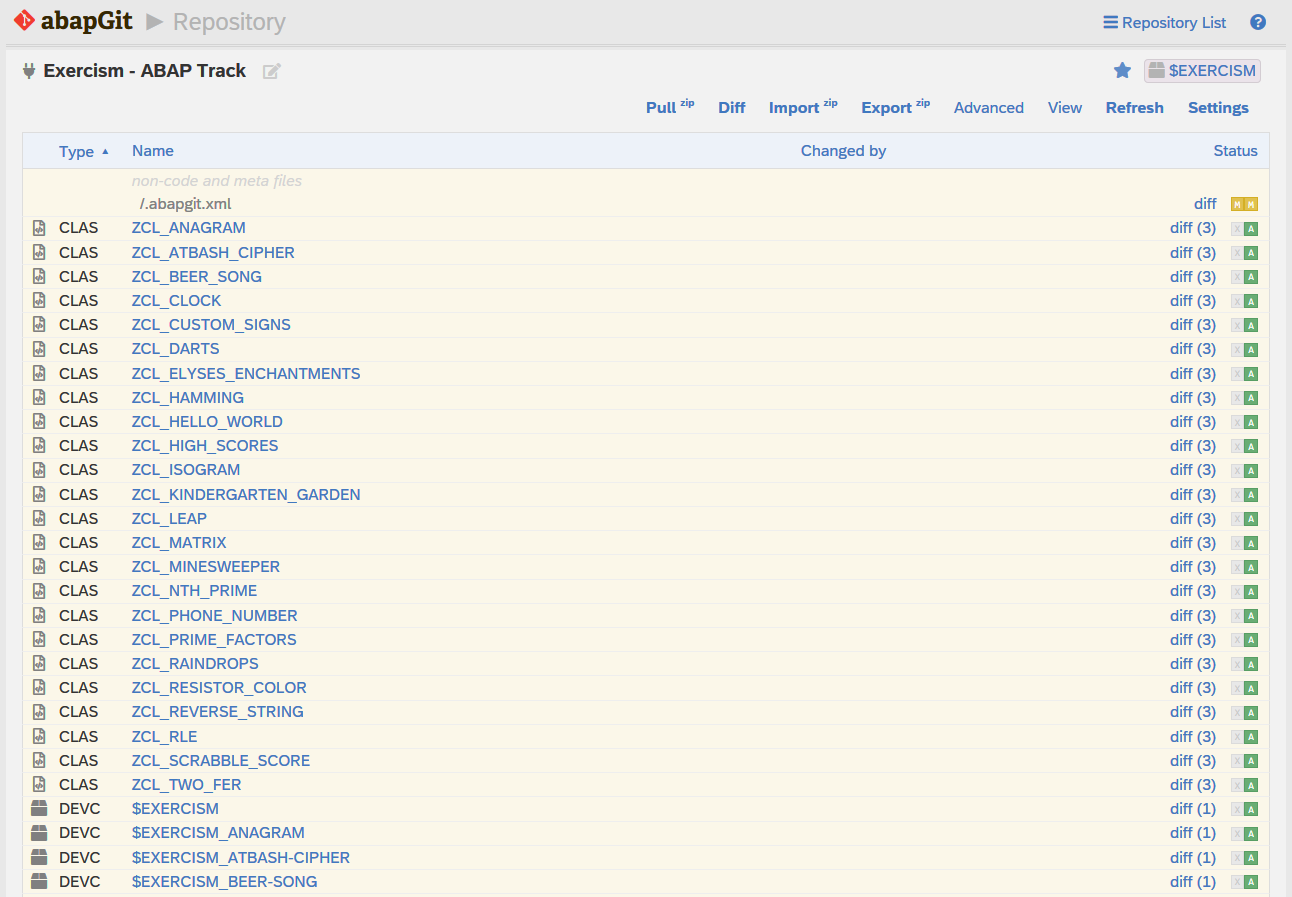 abapGit ▶ Repository Repository List ?
Exercism - ABAP Track $EXERCISM
Pull zip Diff Import zip Export zip Advanced View Refresh Settings
Type ▲ Name Changed by Status
non-code and meta files
/.abapgit.xml diff M M
CLAS ZCL_ANAGRAM diff (3) X A
CLAS ZCL_ATBASH_CIPHER diff (3) X A
CLAS ZCL_BEER_SONG diff (3) X A
CLAS ZCL_CLOCK diff (3) X A
CLAS ZCL_CUSTOM_SIGNS diff (3) X A
CLAS ZCL_DARTS diff (3) X A
CLAS ZCL_ELYSES_ENCHANTMENTS diff (3) X A
CLAS ZCL_HAMMING diff (3) X A
CLAS ZCL_HELLO_WORLD diff (3) X A
CLAS ZCL_HIGH_SCORES diff (3) X A
CLAS ZCL_ISOGRAM diff (3) X A
CLAS ZCL_KINDERGARTEN_GARDEN diff (3) X A
CLAS ZCL_LEAP diff (3) X A
CLAS ZCL_MATRIX diff (3) X A
CLAS ZCL_MINESWEEPER diff (3) X A
CLAS ZCL_NTH_PRIME diff (3) X A
CLAS ZCL_PHONE_NUMBER diff (3) X A
CLAS ZCL_PRIME_FACTORS diff (3) X A
CLAS ZCL_RAINDROPS diff (3) X A
CLAS ZCL_RESISTOR_COLOR diff (3) X A
CLAS ZCL_REVERSE_STRING diff (3) X A
CLAS ZCL_RLE diff (3) X A
CLAS ZCL_SCRABBLE_SCORE diff (3) X A
CLAS ZCL_TWO_FER diff (3) X A
DEVC $EXERCISM diff (1) X A
DEVC $EXERCISM_ANAGRAM diff (1) X A
DEVC $EXERCISM_ATBASH-CIPHER diff (1) X A
DEVC $EXERCISM_BEER-SONG diff (1) X A